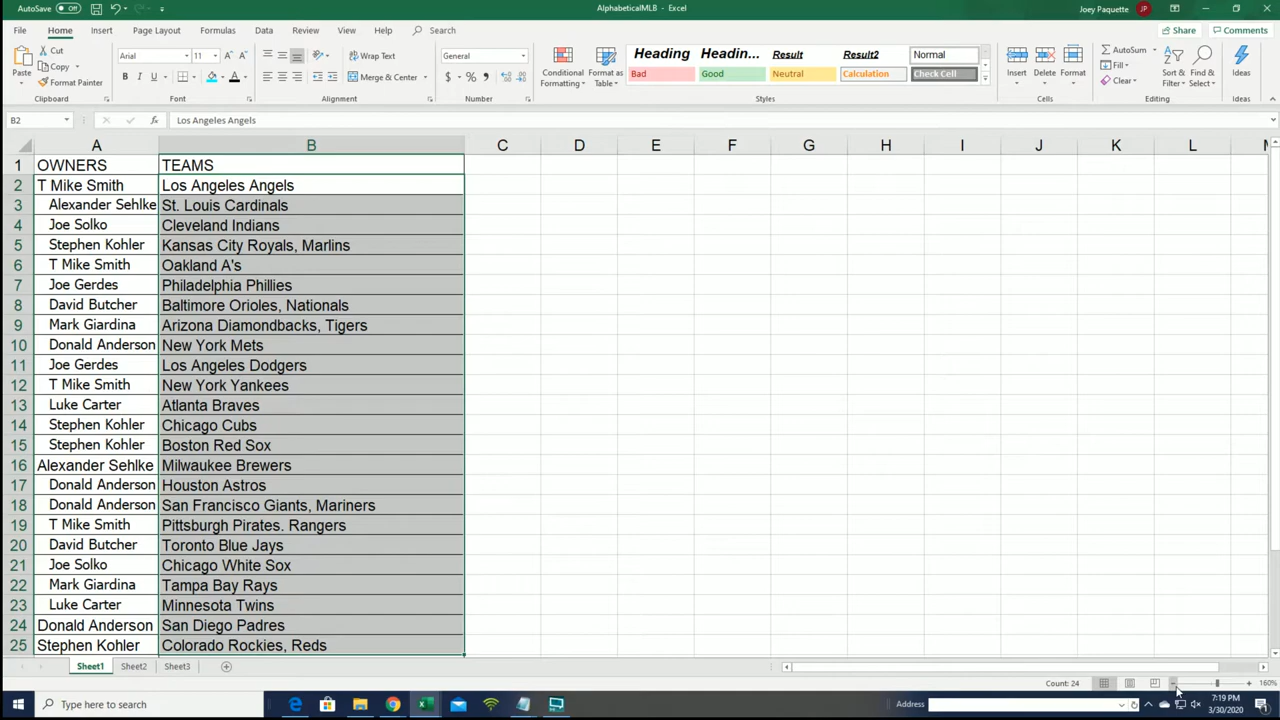 AutoSave Off AlphabeticalMLB - Excel Joey Paquette JP
File Home Insert Page Layout Formulas Data Review View Help Search Share Comments
Paste Cut Copy Format Painter Clipboard
Arial 11 B I U A Font
Wrap Text Merge & Center Alignment
General $ % Number
Conditional Formatting Format as Table
Heading Headin... Result Result2 Normal
Bad Good Neutral Calculation Check Cell
Styles
Insert Delete Format Cells
AutoSum Fill Clear Sort & Filter Find & Select Editing
Ideas Ideas
B2 fx Los Angeles Angels
A B C D E F G H I J K L
1 OWNERS TEAMS
2 T Mike Smith Los Angeles Angels
3 Alexander Sehlke St. Louis Cardinals
4 Joe Solko Cleveland Indians
5 Stephen Kohler Kansas City Royals, Marlins
6 T Mike Smith Oakland A's
7 Joe Gerdes Philadelphia Phillies
8 David Butcher Baltimore Orioles, Nationals
9 Mark Giardina Arizona Diamondbacks, Tigers
10 Donald Anderson New York Mets
11 Joe Gerdes Los Angeles Dodgers
12 T Mike Smith New York Yankees
13 Luke Carter Atlanta Braves
14 Stephen Kohler Chicago Cubs
15 Stephen Kohler Boston Red Sox
16 Alexander Sehlke Milwaukee Brewers
17 Donald Anderson Houston Astros
18 Donald Anderson San Francisco Giants, Mariners
19 T Mike Smith Pittsburgh Pirates. Rangers
20 David Butcher Toronto Blue Jays
21 Joe Solko Chicago White Sox
22 Mark Giardina Tampa Bay Rays
23 Luke Carter Minnesota Twins
24 Donald Anderson San Diego Padres
25 Stephen Kohler Colorado Rockies, Reds
Sheet1 Sheet2 Sheet3
Count: 24 160%
Type here to search Address 7:19 PM
3/30/2020